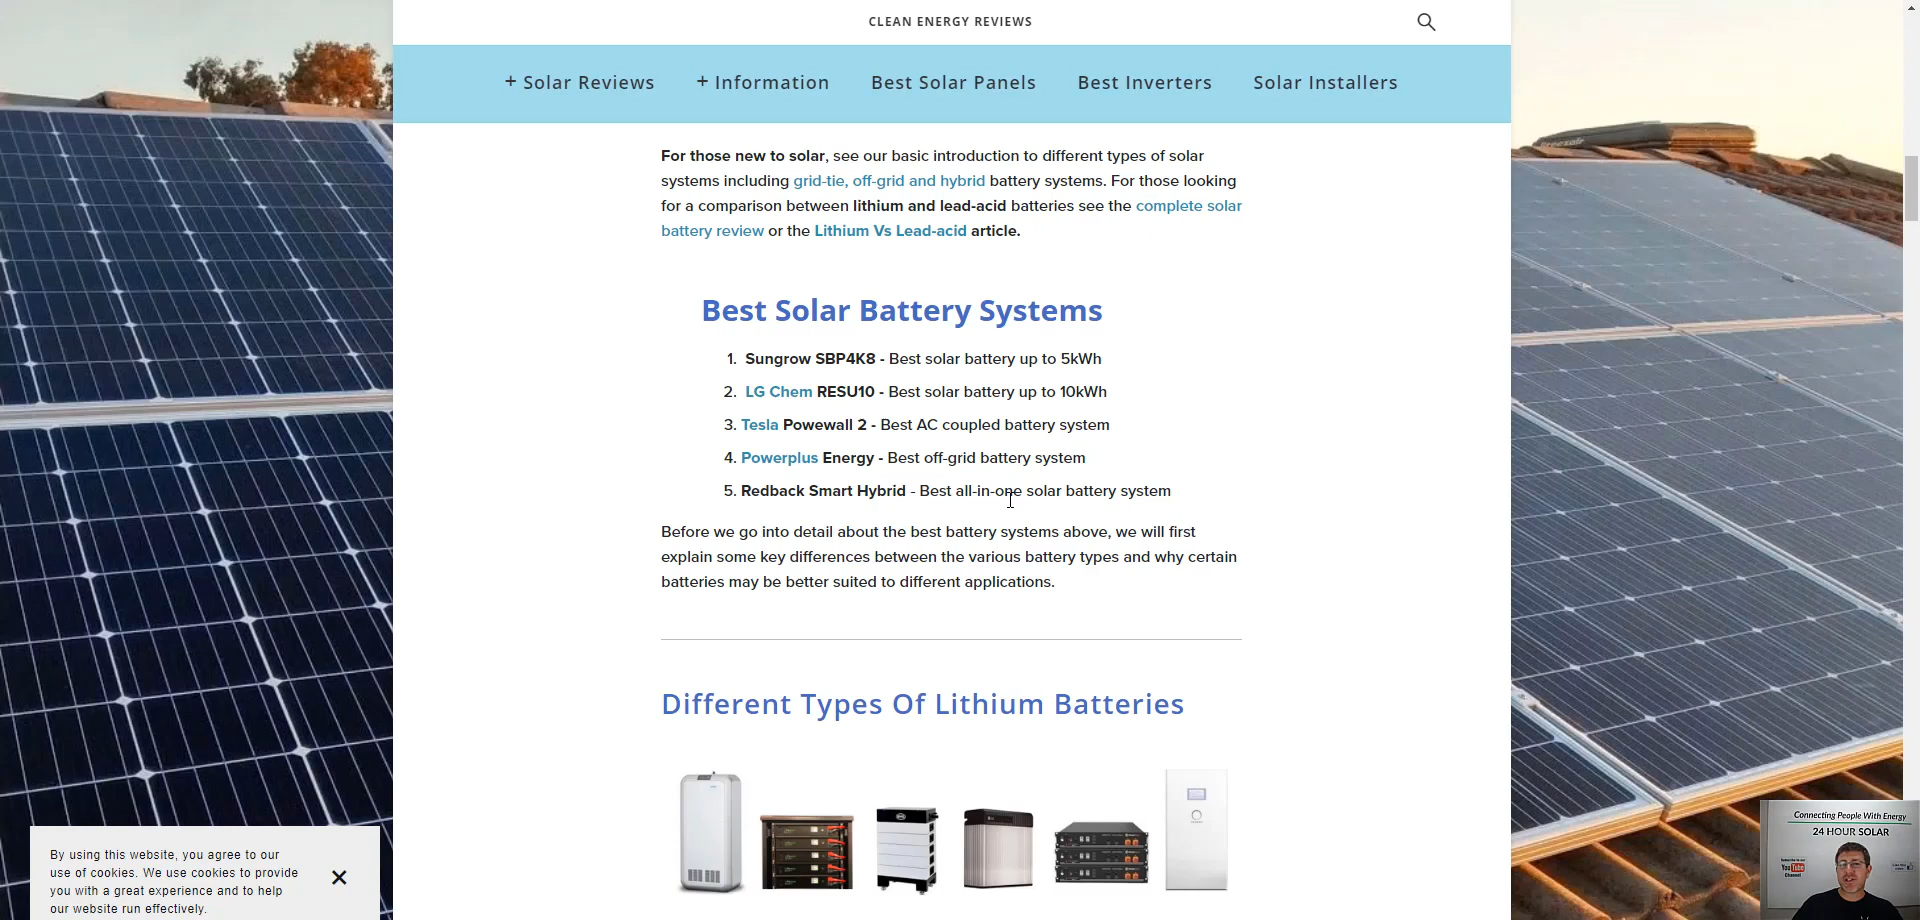 CLEAN ENERGY REVIEWS
+ Solar Reviews
+ Information
Best Solar Panels
Best Inverters
Solar Installers
For those new to solar, see our basic introduction to different types of solar
systems including grid-tie, off-grid and hybrid battery systems. For those looking
for a comparison between lithium and lead-acid batteries see the complete solar
battery review or the Lithium Vs Lead-acid article.
Best Solar Battery Systems
1. Sungrow SBP4K8 - Best solar battery up to 5kWh
2. LG Chem RESU10 - Best solar battery up to 10kWh
3. Tesla Powewall 2 - Best AC coupled battery system
4. Powerplus Energy - Best off-grid battery system
5. Redback Smart Hybrid - Best all-in-one solar battery system
Before we go into detail about the best battery systems above, we will first
explain some key differences between the various battery types and why certain
batteries may be better suited to different applications.
Different Types Of Lithium Batteries
By using this website, you agree to our
use of cookies. We use cookies to provide
you with a great experience and to help
our website run effectively.
Connecting People With Energy
24 HOUR SOLAR
YouTube
Channel